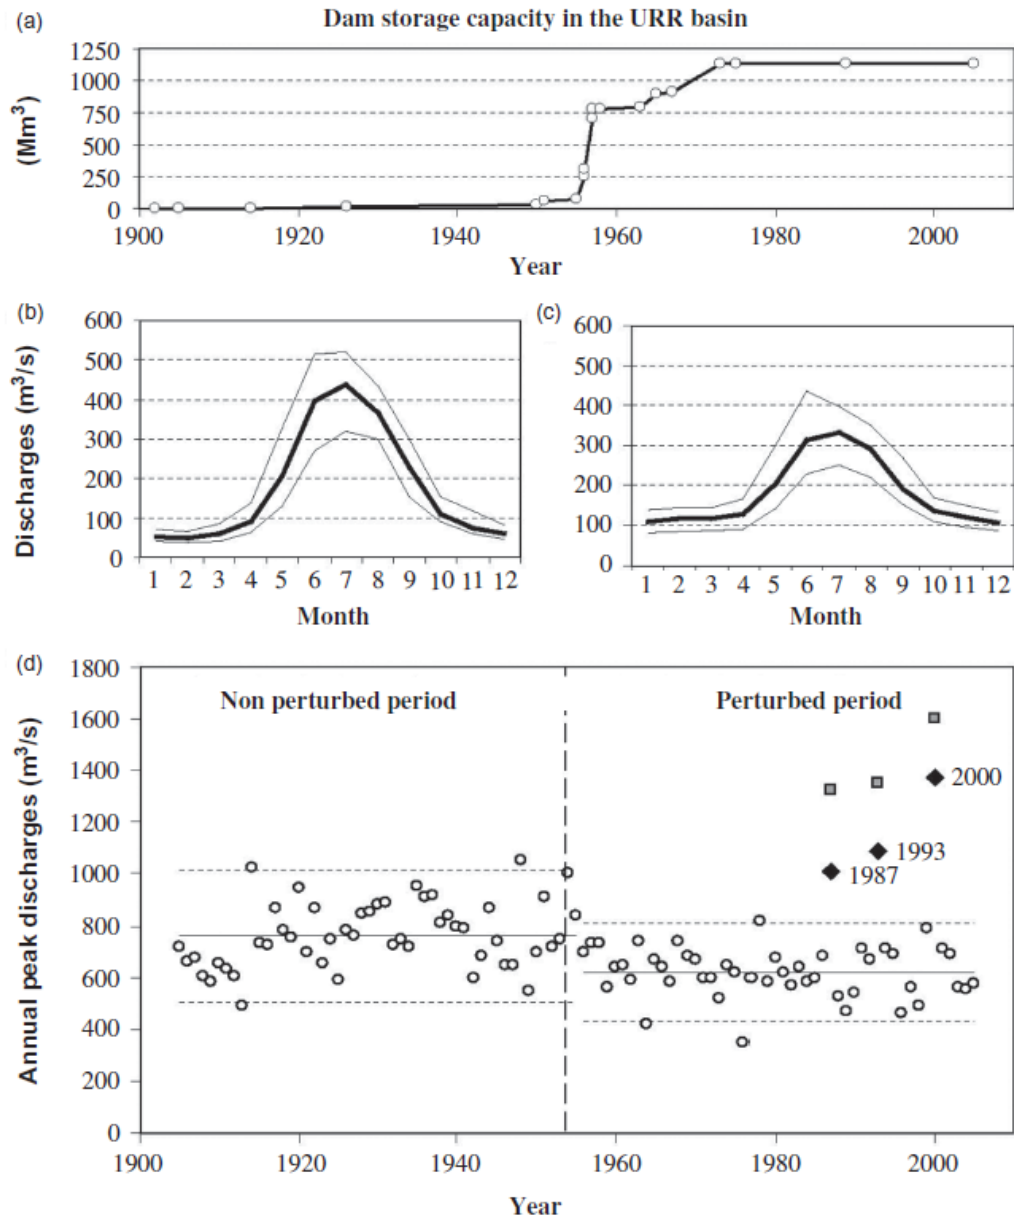 (a)
Dam storage capacity in the URR basin
(Mm³)
1250
1000
750
500
250
0
1900 1920 1940 1960 1980 2000
Year
(b)
Discharges (m³/s)
600
500
400
300
200
100
0
1 2 3 4 5 6 7 8 9 10 11 12
Month
(c)
600
500
400
300
200
100
0
1 2 3 4 5 6 7 8 9 10 11 12
Month
(d)
Annual peak discharges (m³/s)
1800
1600
1400
1200
1000
800
600
400
200
0
Non perturbed period
Perturbed period
2000
1993
1987
1900 1920 1940 1960 1980 2000
Year